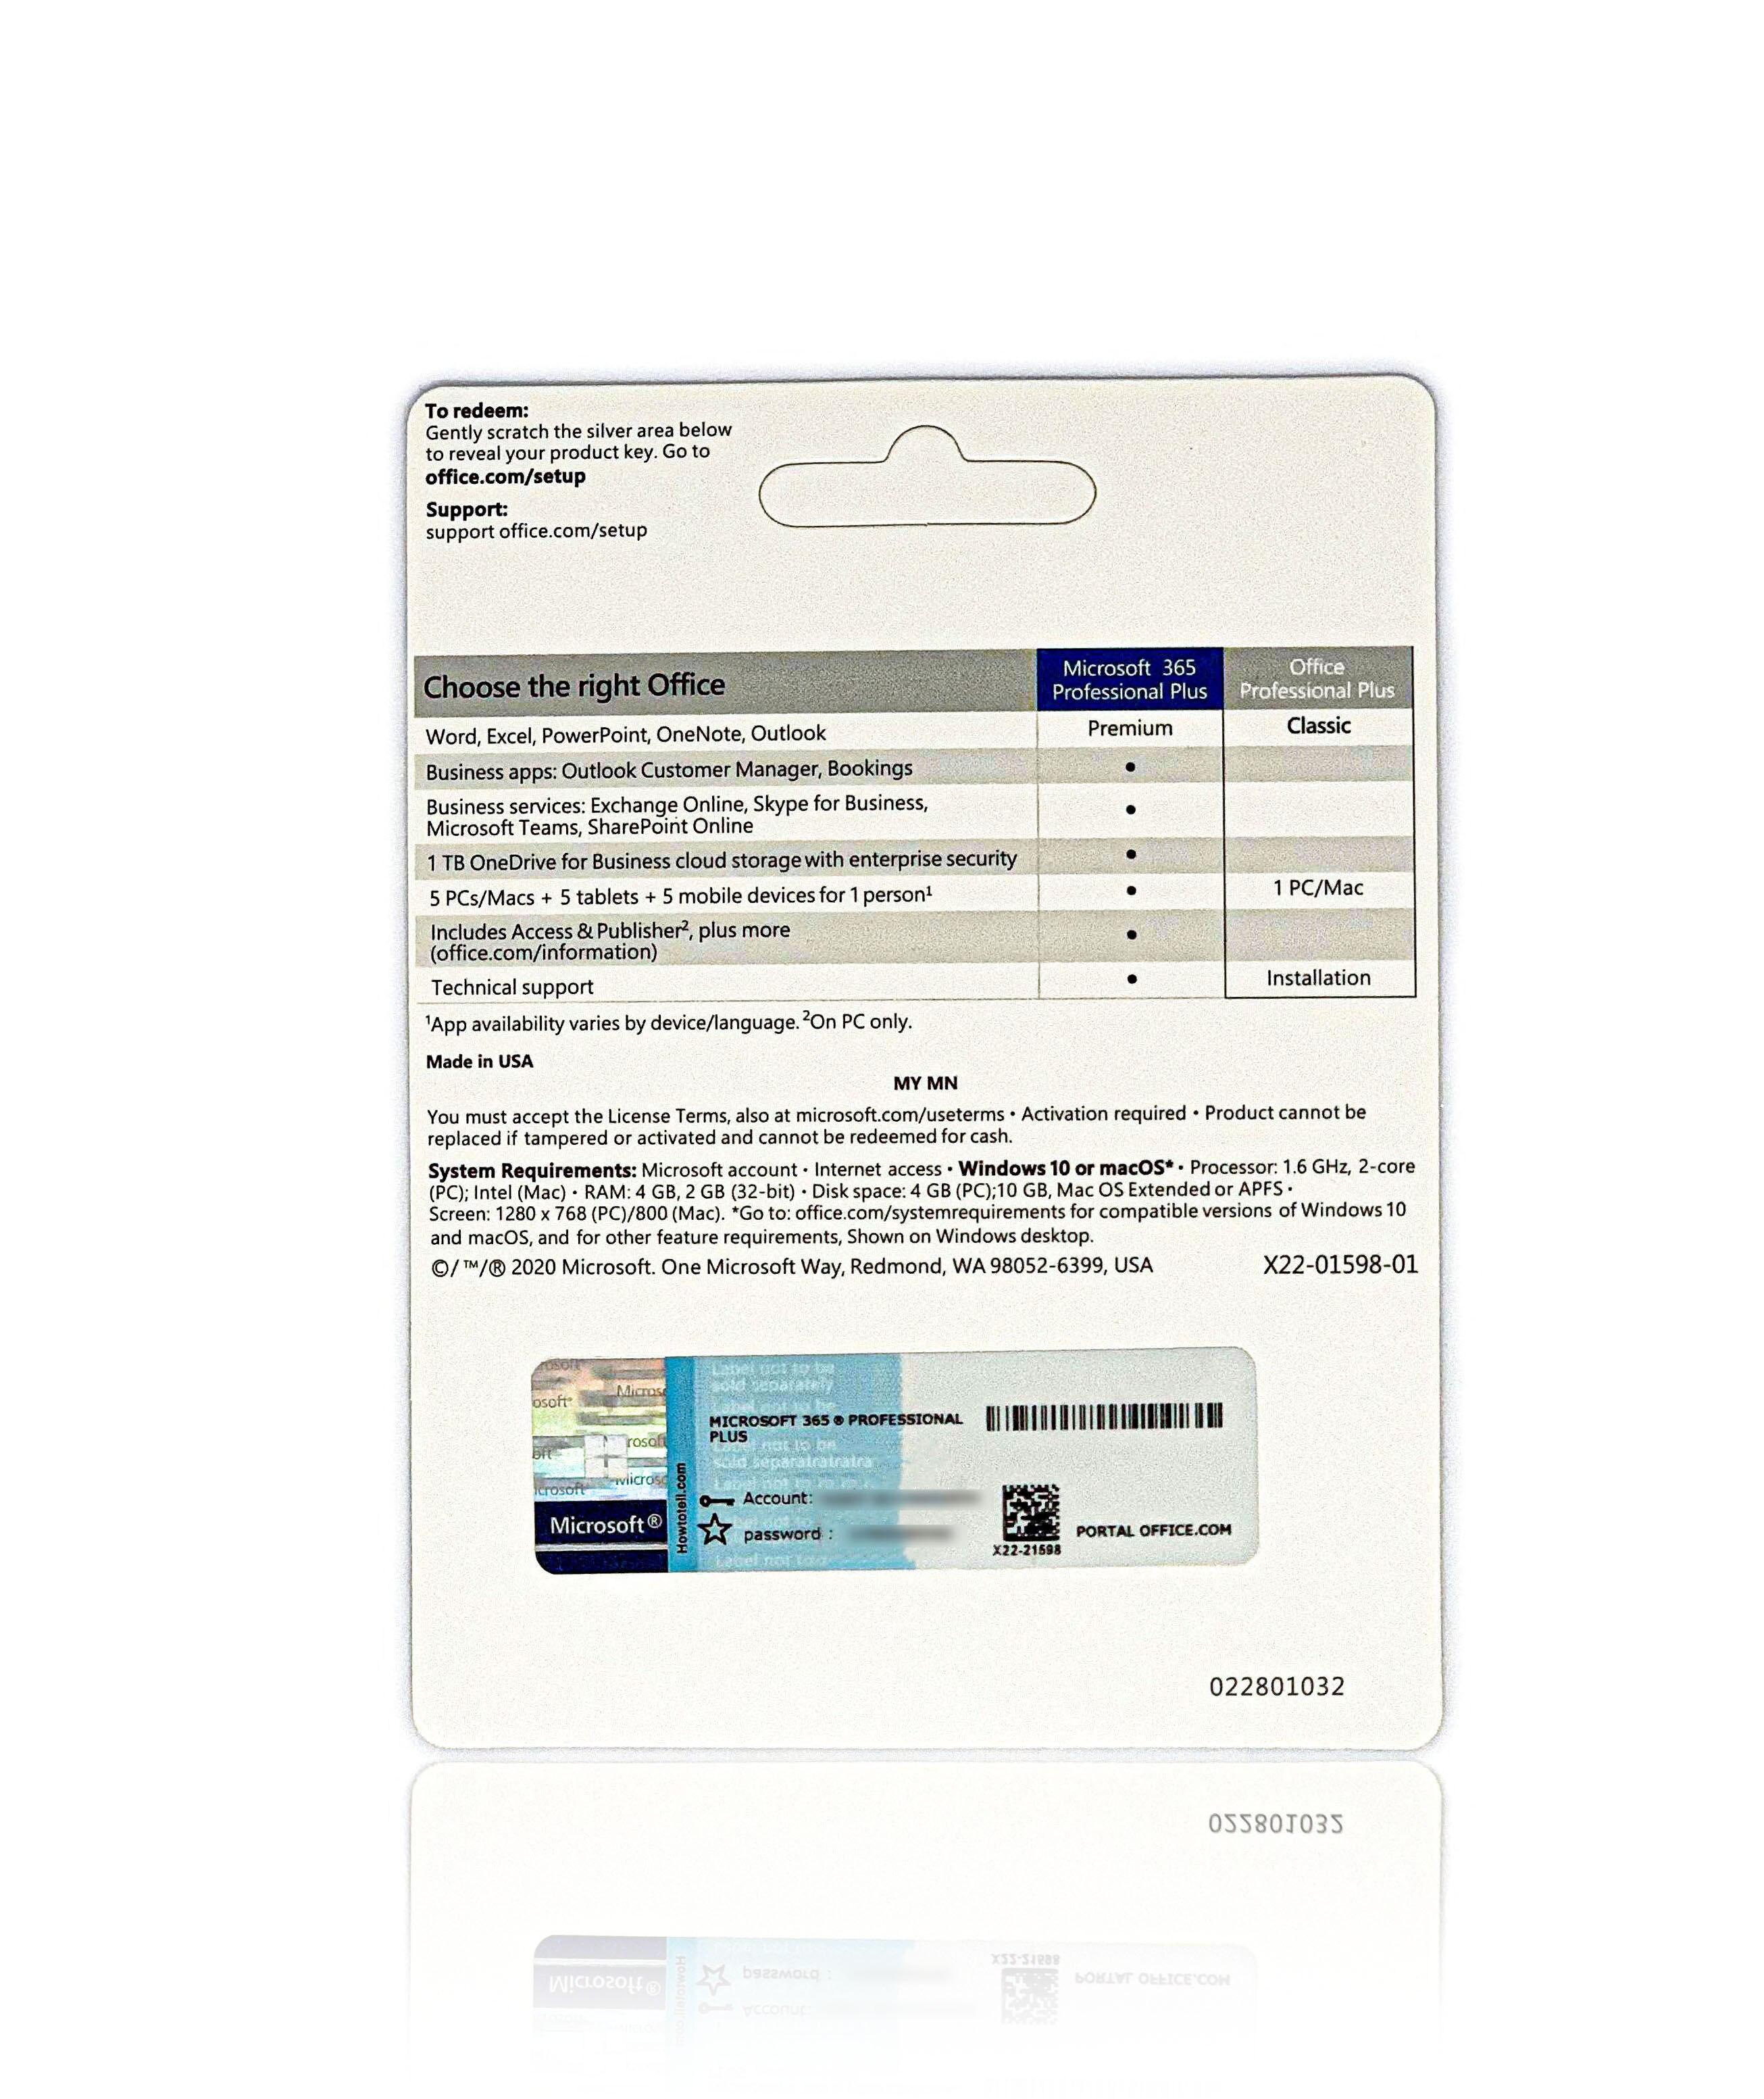 To redeem:
Gently scratch the silver area below
to reveal your product key. Go to
office.com/setup
Support:
support office.com/setup
Choose the right Office
Microsoft 365
Professional Plus
Office
Professional Plus
Word, Excel, PowerPoint, OneNote, Outlook
Premium
Classic
Business apps: Outlook Customer Manager, Bookings
•
Business services: Exchange Online, Skype for Business,
Microsoft Teams, SharePoint Online
•
1 TB OneDrive for Business cloud storage with enterprise security
•
5 PCs/Macs + 5 tablets + 5 mobile devices for 1 person¹
•
1 PC/Mac
Includes Access & Publisher², plus more
(office.com/information)
•
Technical support
•
Installation
¹App availability varies by device/language. ²On PC only.
Made in USA
MY MN
You must accept the License Terms, also at microsoft.com/useterms • Activation required • Product cannot be
replaced if tampered or activated and cannot be redeemed for cash.
System Requirements: Microsoft account • Internet access • Windows 10 or macOS* • Processor: 1.6 GHz, 2-core
(PC); Intel (Mac) • RAM: 4 GB, 2 GB (32-bit) • Disk space: 4 GB (PC);10 GB, Mac OS Extended or APFS •
Screen: 1280 x 768 (PC)/800 (Mac). *Go to: office.com/systemrequirements for compatible versions of Windows 10
and macOS, and for other feature requirements, Shown on Windows desktop.
©/™/® 2020 Microsoft. One Microsoft Way, Redmond, WA 98052-6399, USA
X22-01598-01
Microsoft®
Howtotell.com
Label not to be
sold separately
MICROSOFT 365 ® PROFESSIONAL
PLUS
Account:
password :
X22-21598
PORTAL OFFICE.COM
022801032